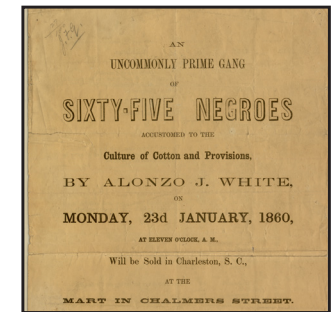 AN
UNCOMMONLY PRIME GANG
OF
SIXTY-FIVE NEGROES
ACCUSTOMED TO THE
Culture of Cotton and Provisions,
BY ALONZO J. WHITE,
ON
MONDAY, 23d JANUARY, 1860,
AT ELEVEN O'CLOCK, A. M.,
Will be Sold in Charleston, S. C.,
AT THE
MART IN CHALMERS STREET.